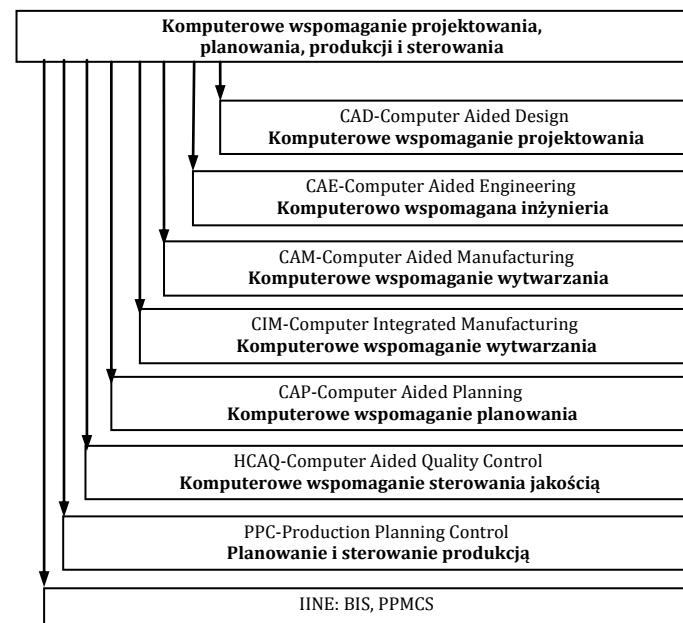 Komputerowe wspomaganie projektowania,
planowania, produkcji i sterowania
CAD-Computer Aided Design
Komputerowe wspomaganie projektowania
CAE-Computer Aided Engineering
Komputerowo wspomagana inżynieria
CAM-Computer Aided Manufacturing
Komputerowe wspomaganie wytwarzania
CIM-Computer Integrated Manufacturing
Komputerowe wspomaganie wytwarzania
CAP-Computer Aided Planning
Komputerowe wspomaganie planowania
HCAQ-Computer Aided Quality Control
Komputerowe wspomaganie sterowania jakością
PPC-Production Planning Control
Planowanie i sterowanie produkcją
IINE: BIS, PPMCS